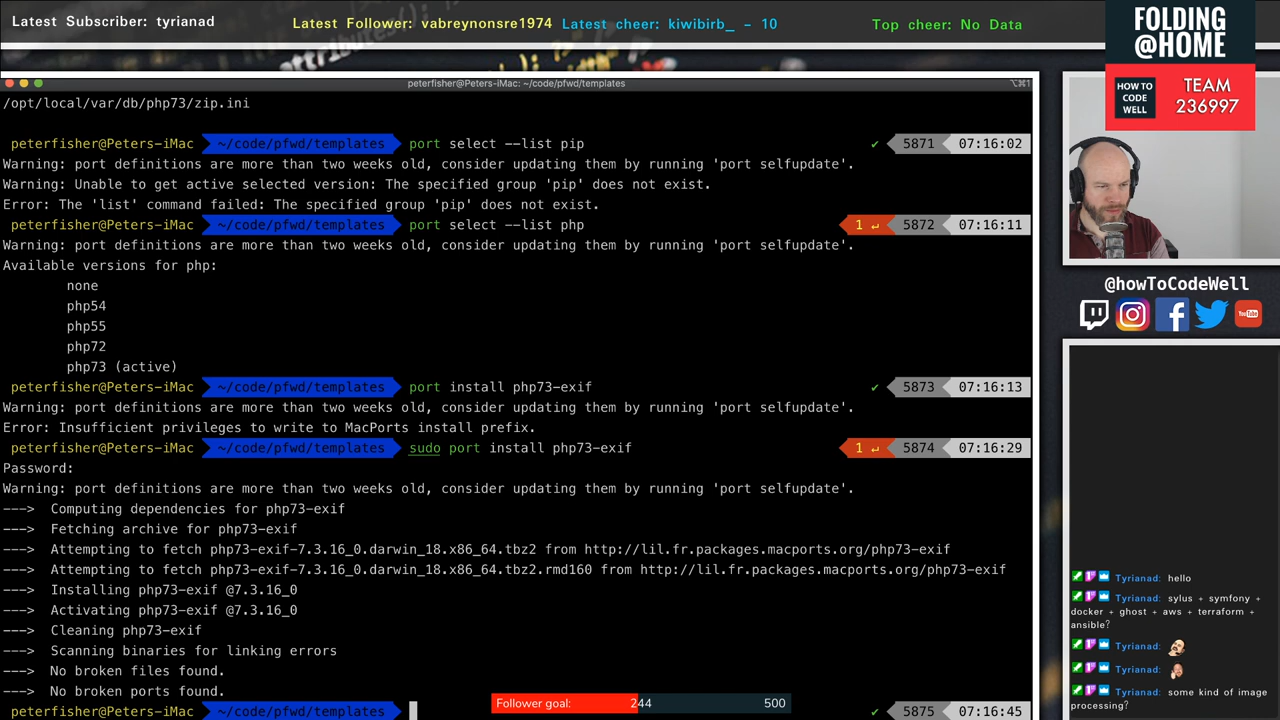 Latest Subscriber: tyrianad
Latest Follower: vabreynonsre1974
Latest cheer: kiwibirb_ - 10
Top cheer: No Data
FOLDING
@HOME
HOW TO
CODE
WELL
TEAM
236997
peterfisher@Peters-iMac: ~/code/pfwd/templates
⌥⌘1
/opt/local/var/db/php73/zip.ini
peterfisher@Peters-iMac ~/code/pfwd/templates port select --list pip ✔ 5871 07:16:02
Warning: port definitions are more than two weeks old, consider updating them by running 'port selfupdate'.
Warning: Unable to get active selected version: The specified group 'pip' does not exist.
Error: The 'list' command failed: The specified group 'pip' does not exist.
peterfisher@Peters-iMac ~/code/pfwd/templates port select --list php 1 ↵ 5872 07:16:11
Warning: port definitions are more than two weeks old, consider updating them by running 'port selfupdate'.
Available versions for php:
none
php54
php55
php72
php73 (active)
peterfisher@Peters-iMac ~/code/pfwd/templates port install php73-exif ✔ 5873 07:16:13
Warning: port definitions are more than two weeks old, consider updating them by running 'port selfupdate'.
Error: Insufficient privileges to write to MacPorts install prefix.
peterfisher@Peters-iMac ~/code/pfwd/templates sudo port install php73-exif 1 ↵ 5874 07:16:29
Password:
Warning: port definitions are more than two weeks old, consider updating them by running 'port selfupdate'.
---> Computing dependencies for php73-exif
---> Fetching archive for php73-exif
---> Attempting to fetch php73-exif-7.3.16_0.darwin_18.x86_64.tbz2 from http://lil.fr.packages.macports.org/php73-exif
---> Attempting to fetch php73-exif-7.3.16_0.darwin_18.x86_64.tbz2.rmd160 from http://lil.fr.packages.macports.org/php73-exif
---> Installing php73-exif @7.3.16_0
---> Activating php73-exif @7.3.16_0
---> Cleaning php73-exif
---> Scanning binaries for linking errors
---> No broken files found.
---> No broken ports found.
peterfisher@Peters-iMac ~/code/pfwd/templates ✔ 5875 07:16:45
Follower goal: 244 500
@howToCodeWell
You Tube
Tyrianad: hello
Tyrianad: sylus + symfony +
docker + ghost + aws + terraform +
ansible?
Tyrianad:
Tyrianad:
Tyrianad: some kind of image
processing?